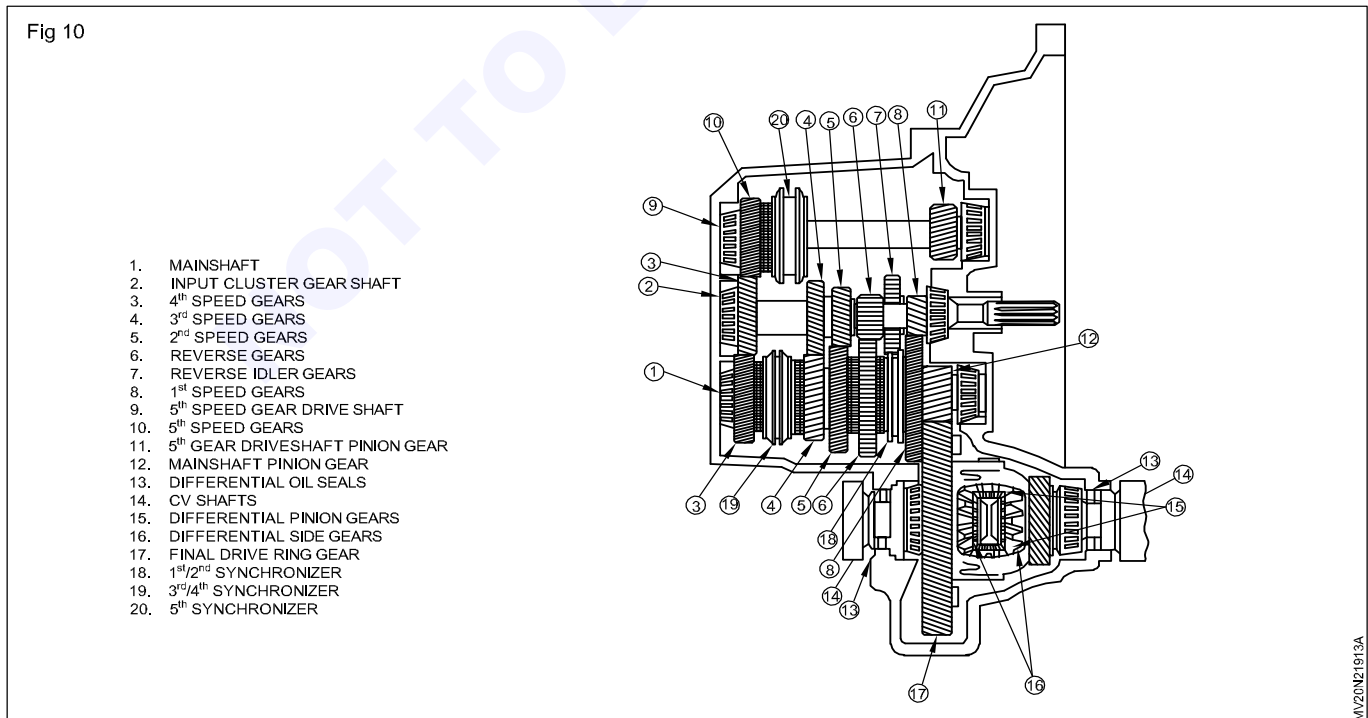 Fig 10
1. MAINSHAFT
2. INPUT CLUSTER GEAR SHAFT
3. 4th SPEED GEARS
4. 3rd SPEED GEARS
5. 2nd SPEED GEARS
6. REVERSE GEARS
7. REVERSE IDLER GEARS
8. 1st SPEED GEARS
9. 5th SPEED GEAR DRIVE SHAFT
10. 5th SPEED GEARS
11. 5th GEAR DRIVESHAFT PINION GEAR
12. MAINSHAFT PINION GEAR
13. DIFFERENTIAL OIL SEALS
14. CV SHAFTS
15. DIFFERENTIAL PINION GEARS
16. DIFFERENTIAL SIDE GEARS
17. FINAL DRIVE RING GEAR
18. 1st/2nd SYNCHRONIZER
19. 3rd/4th SYNCHRONIZER
20. 5th SYNCHRONIZER
10 20 4 5 6 7 8 11
9
3
2
12
1
13 14
15
3 19 4 5 6
18
8
14
13
17 16
MV20N21913A
NOT TO